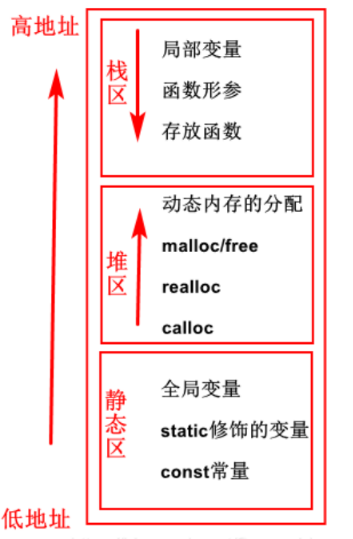 高地址
栈区
局部变量
函数形参
存放函数
堆区
动态内存的分配
malloc/free
realloc
calloc
静态区
全局变量
static修饰的变量
const常量
低地址